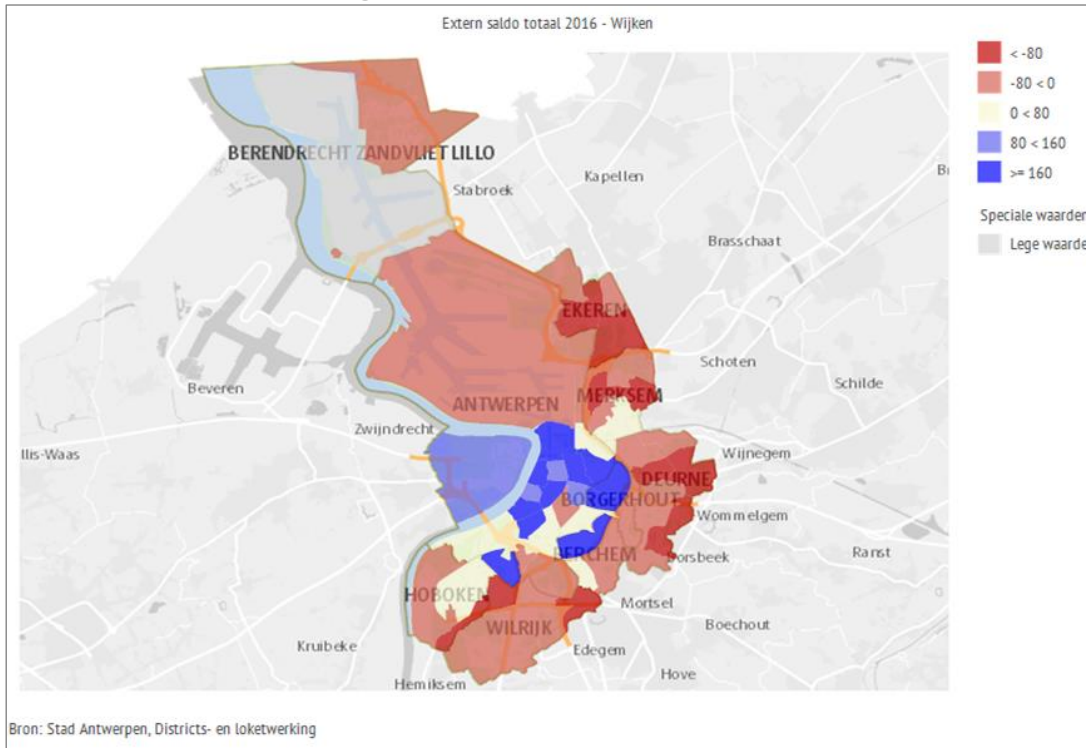 Extern saldo totaal 2016 - Wijken
< -80
-80 < 0
0 < 80
80 < 160
>= 160
Speciale waarden
Lege waarde
BERENDRECHT ZANDVLIET LILLO
Stabroek
Kapellen
Brasschaat
EKEREN
Schoten
Schilde
Beveren
MERKSEM
ANTWERPEN
Zwijndrecht
llis-Waas
Wijnegem
DEURNE
BORGERHOUT
Wommelgem
BERCHEM
Borsbeek
Ranst
HOBOKEN
Mortsel
Boechout
WILRIJK
Kruibeke
Edegem
Hove
Hemiksem
Bron: Stad Antwerpen, Districts- en loketwerking